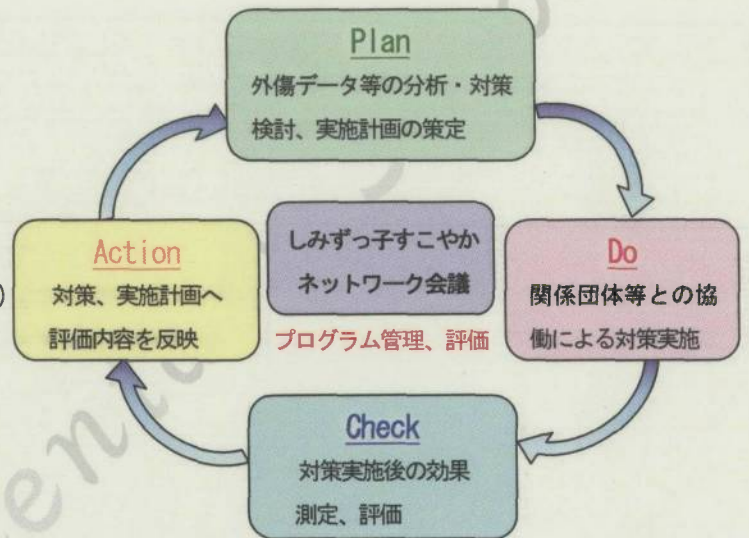 Plan
外傷データ等の分析・対策
検討、実施計画の策定
Action
対策、実施計画へ
評価内容を反映
しみずっ子すこやか
ネットワーク会議
プログラム管理、評価
Do
関係団体等との協
働による対策実施
Check
対策実施後の効果
測定、評価
)